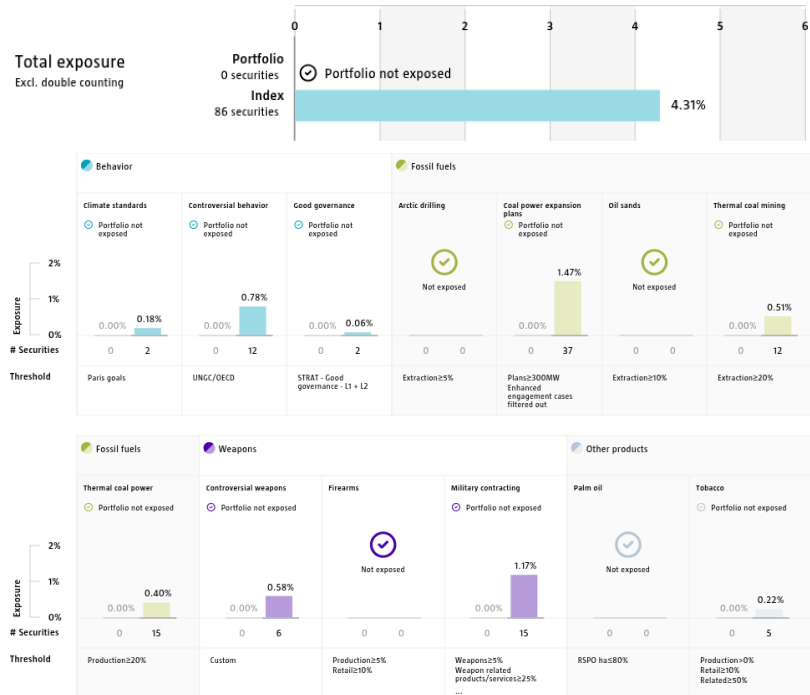 0 1 2 3 4 5 6
Total exposure
Excl. double counting
Portfolio
0 securities
Portfolio not exposed
Index
86 securities
4.31%
Behavior
Fossil fuels
Climate standards
Portfolio not
exposed
Controversial behavior
Portfolio not
exposed
Good governance
Portfolio not
exposed
Arctic drilling
Not exposed
Coal power expansion
plans
Portfolio not
exposed
Oil sands
Not exposed
Thermal coal mining
Portfolio not
exposed
Exposure
2%
1%
0%
0.00% 0.18%
0.00% 0.78%
0.00% 0.06%
0.00% 1.47%
0.00% 0.51%
# Securities 0 2 0 12 0 2 0 0 0 37 0 0 0 12
Threshold
Paris goals
UNGC/OECD
STRAT - Good
governance - L1 + L2
Extraction≥5%
Plans≥300MW
Enhanced
engagement cases
filtered out
Extraction≥10%
Extraction≥20%
Fossil fuels
Weapons
Other products
Thermal coal power
Portfolio not exposed
Controversial weapons
Portfolio not exposed
Firearms
Not exposed
Military contracting
Portfolio not exposed
Palm oil
Not exposed
Tobacco
Portfolio not exposed
Exposure
2%
1%
0%
0.00% 0.40%
0.00% 0.58%
0.00% 1.17%
0.00% 0.22%
# Securities 0 15 0 6 0 0 0 15 0 0 0 5
Threshold
Production≥20%
Custom
Production≥5%
Retail≥10%
Weapons≥5%
Weapon related
products/services≥25%
...
RSPO ha≤80%
Production>0%
Retail≥10%
Related≥50%